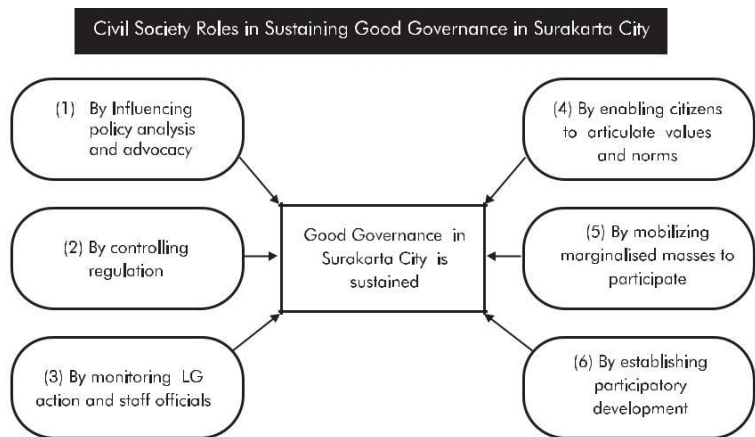 Civil Society Roles in Sustaining Good Governance in Surakarta City
(1) By Influencing
policy analysis
and advocacy
(2) By controlling
regulation
(3) By monitoring LG
action and staff officials
Good Governance in
Surakarta City is
sustained
(4) By enabling citizens
to articulate values
and norms
(5) By mobilizing
marginalised masses to
participate
(6) By establishing
participatory
development